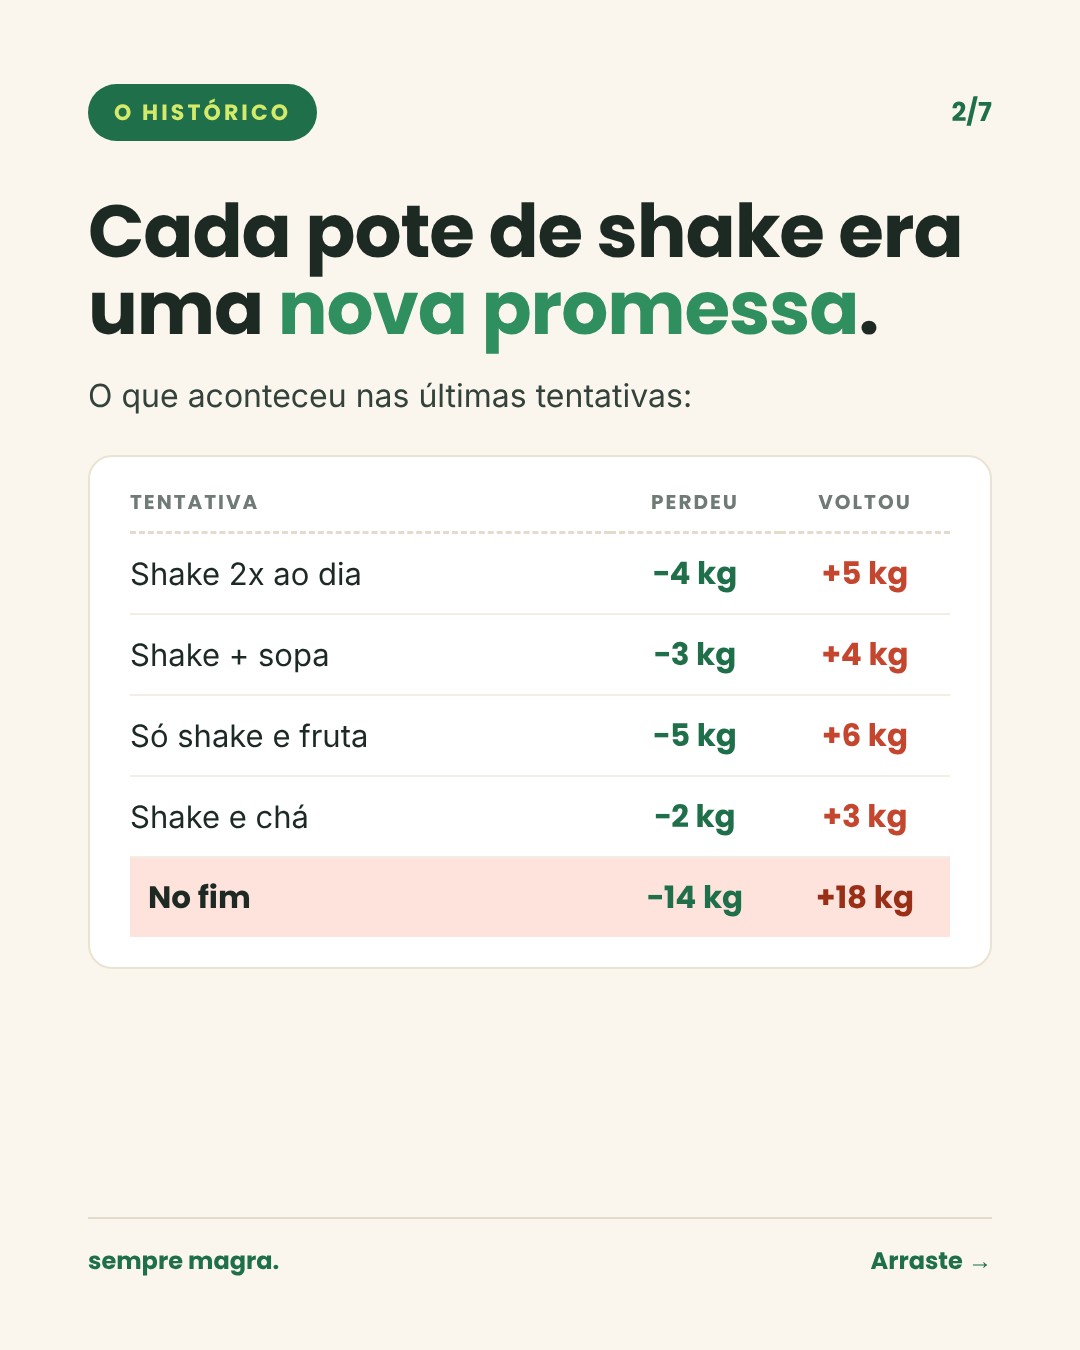 O HISTÓRICO
2/7
Cada pote de shake era
uma nova promessa.
O que aconteceu nas últimas tentativas:
TENTATIVA PERDEU VOLTOU
Shake 2x ao dia −4 kg +5 kg
Shake + sopa −3 kg +4 kg
Só shake e fruta −5 kg +6 kg
Shake e chá −2 kg +3 kg
No fim −14 kg +18 kg
sempre magra.
Arraste →